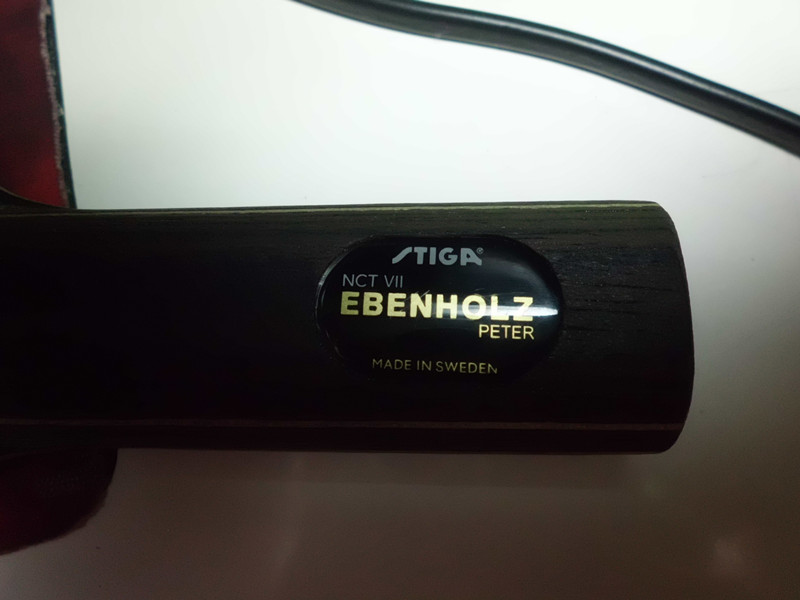 STIGA®
NCT VII
EBENHOLZ
PETER
MADE IN SWEDEN